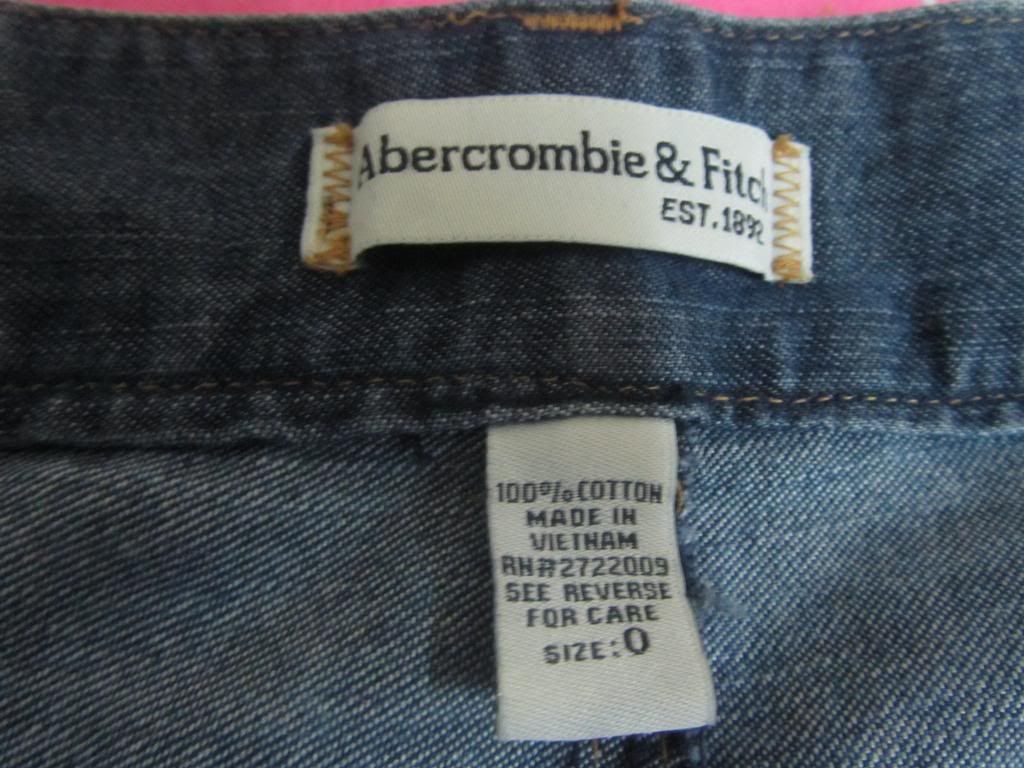 Abercrombie & Fitch
EST.1892
100% COTTON
MADE IN
VIETNAM
RN#2722009
SEE REVERSE
FOR CARE
SIZE: 0